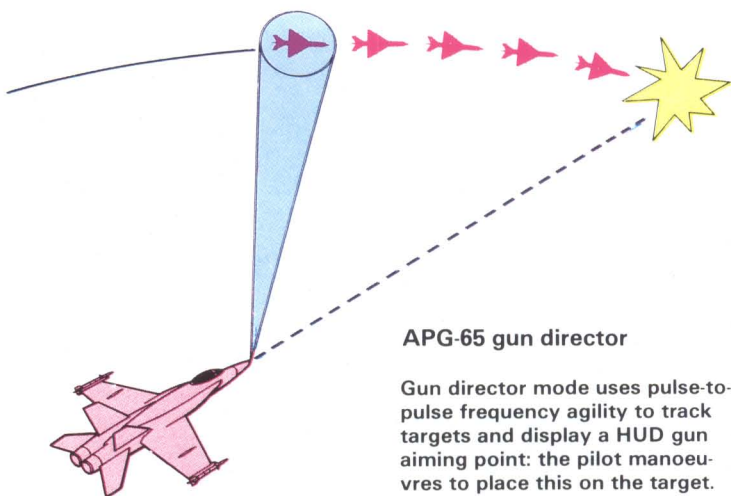 APG-65 gun director
Gun director mode uses pulse-to-
pulse frequency agility to track
targets and display a HUD gun
aiming point: the pilot manoeu-
vres to place this on the target.